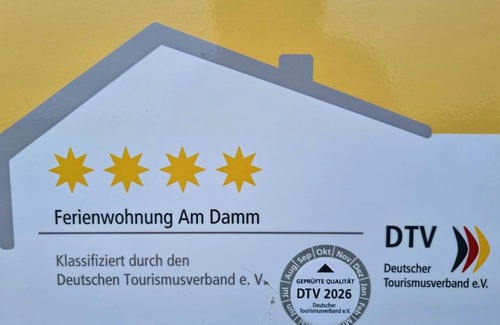 Ferienwohnung Am Damm
Klassifiziert durch den
Deutschen Tourismusverband e. V.
DTV
Deutscher
Tourismusverband e.V.
Jun Jul Aug Sep Okt Nov Dez Jan Feb
GEPRÜFTE QUALITÄT
DTV 2026
Deutscher
Tourismusverband e.V.